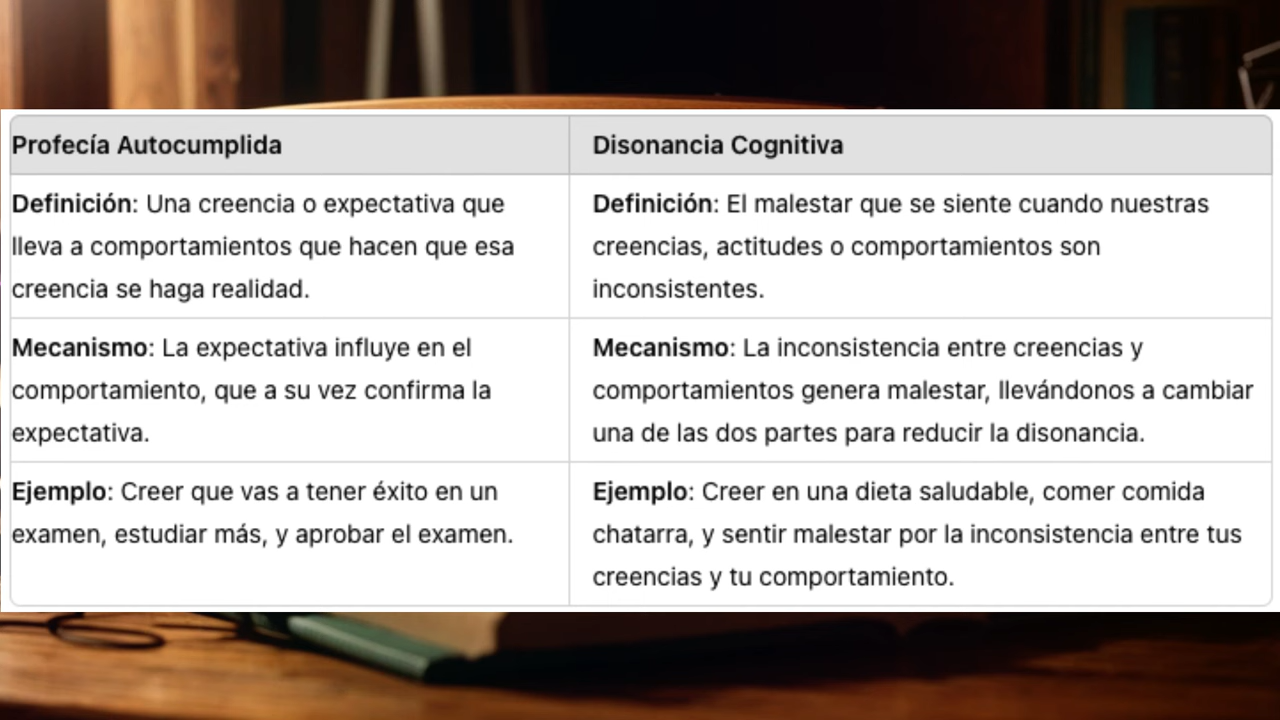 Profecía Autocumplida
Disonancia Cognitiva
Definición: Una creencia o expectativa que
lleva a comportamientos que hacen que esa
creencia se haga realidad.
Definición: El malestar que se siente cuando nuestras
creencias, actitudes o comportamientos son
inconsistentes.
Mecanismo: La expectativa influye en el
comportamiento, que a su vez confirma la
expectativa.
Mecanismo: La inconsistencia entre creencias y
comportamientos genera malestar, llevándonos a cambiar
una de las dos partes para reducir la disonancia.
Ejemplo: Creer que vas a tener éxito en un
examen, estudiar más, y aprobar el examen.
Ejemplo: Creer en una dieta saludable, comer comida
chatarra, y sentir malestar por la inconsistencia entre tus
creencias y tu comportamiento.